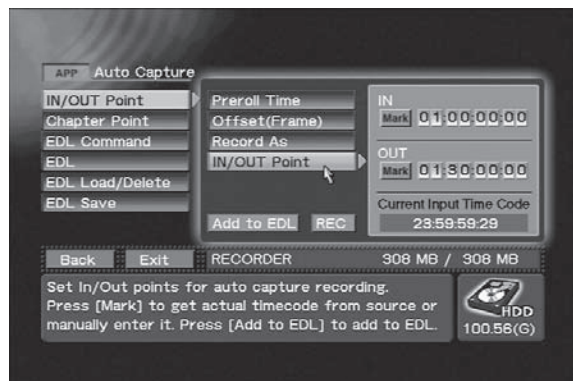 APP Auto Capture
IN/OUT Point
Chapter Point
EDL Command
EDL
EDL Load/Delete
EDL Save
Preroll Time
Offset(Frame)
Record As
IN/OUT Point
Add to EDL REC
IN
Mark 01:00:00:00
OUT
Mark 01:30:00:00
Current Input Time Code
23:59:59:29
Back Exit RECORDER 308 MB / 308 MB
Set In/Out points for auto capture recording.
Press [Mark] to get actual timecode from source or
manually enter it. Press [Add to EDL] to add to EDL.
HDD
100.56(G)